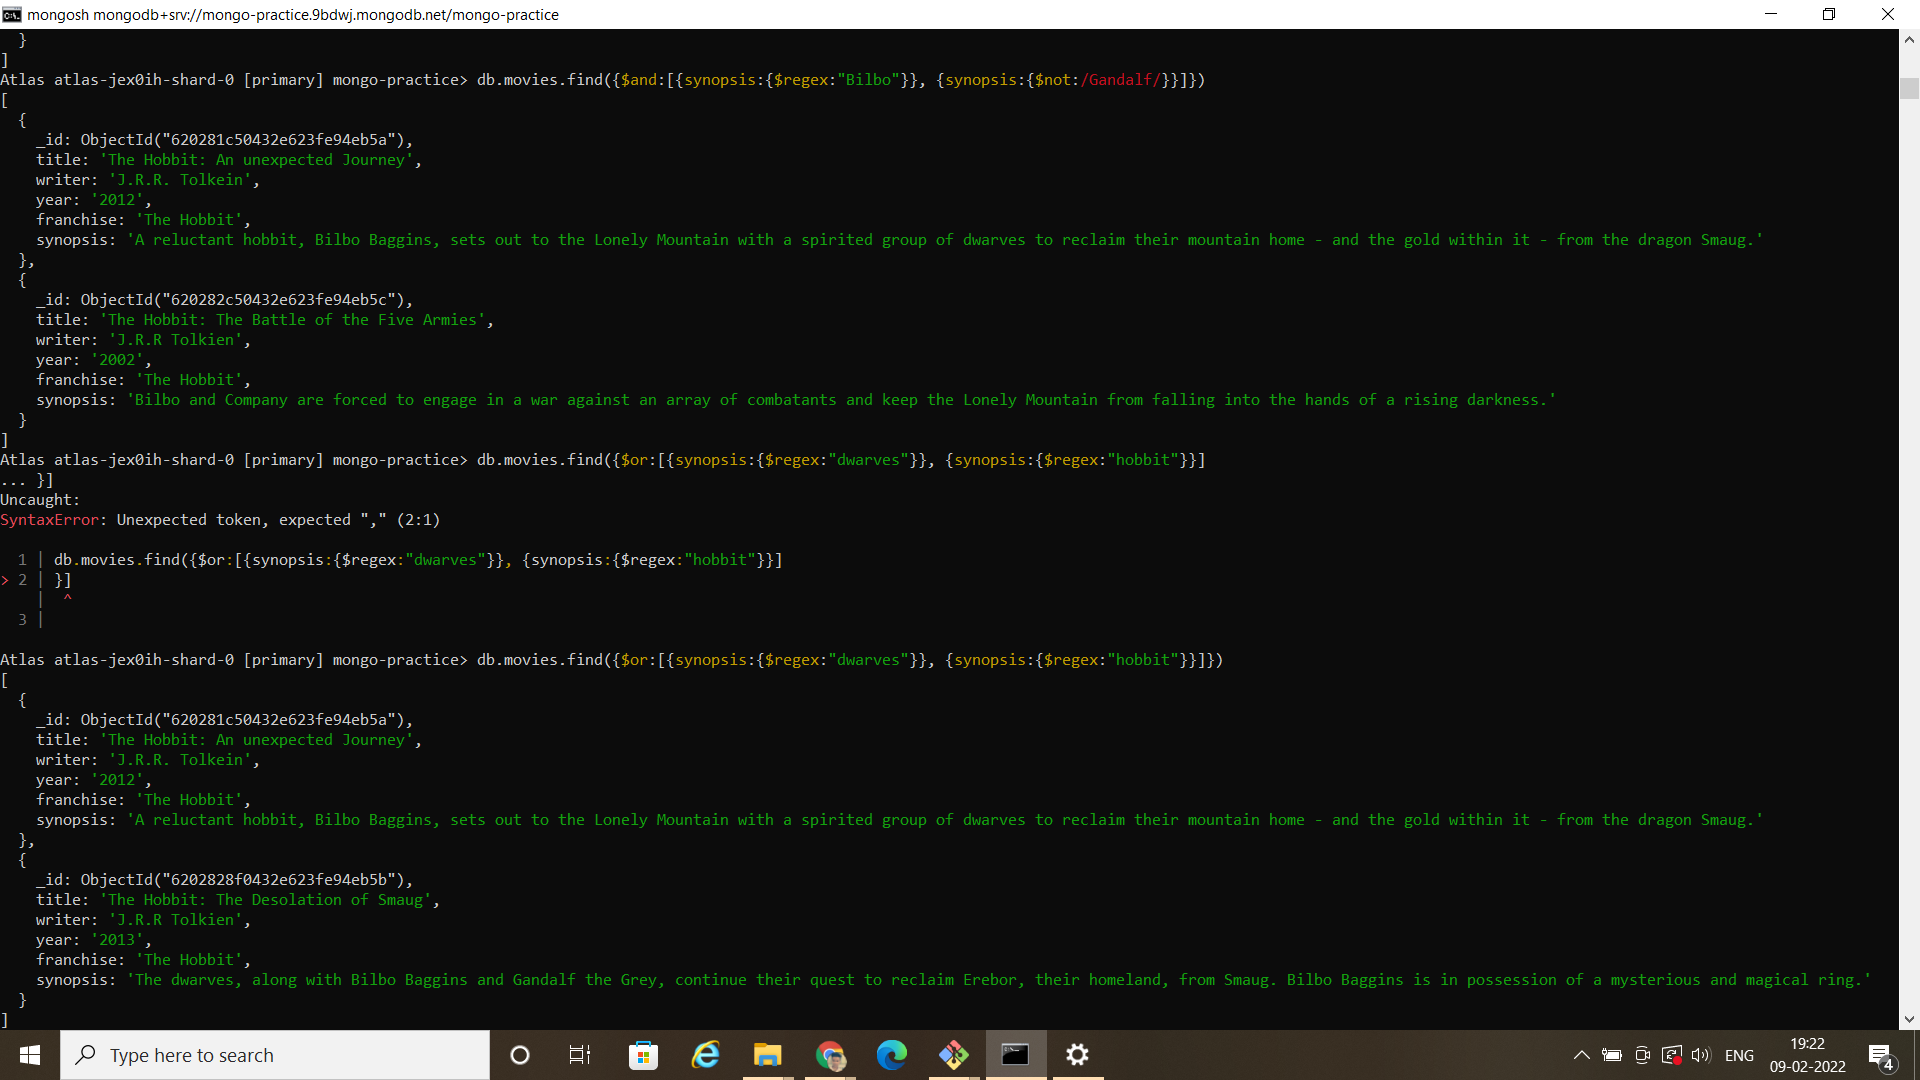 mongosh mongodb+srv://mongo-practice.9bdwj.mongodb.net/mongo-practice
  }
]
Atlas atlas-jex0ih-shard-0 [primary] mongo-practice> db.movies.find({$and:[{synopsis:{$regex:"Bilbo"}}, {synopsis:{$not:/Gandalf/}}]})
[
  {
    _id: ObjectId("620281c50432e623fe94eb5a"),
    title: 'The Hobbit: An unexpected Journey',
    writer: 'J.R.R. Tolkein',
    year: '2012',
    franchise: 'The Hobbit',
    synopsis: 'A reluctant hobbit, Bilbo Baggins, sets out to the Lonely Mountain with a spirited group of dwarves to reclaim their mountain home - and the gold within it - from the dragon Smaug.'
  },
  {
    _id: ObjectId("620282c50432e623fe94eb5c"),
    title: 'The Hobbit: The Battle of the Five Armies',
    writer: 'J.R.R Tolkien',
    year: '2002',
    franchise: 'The Hobbit',
    synopsis: 'Bilbo and Company are forced to engage in a war against an array of combatants and keep the Lonely Mountain from falling into the hands of a rising darkness.'
  }
]
Atlas atlas-jex0ih-shard-0 [primary] mongo-practice> db.movies.find({$or:[{synopsis:{$regex:"dwarves"}}, {synopsis:{$regex:"hobbit"}}]
... }]
Uncaught:
SyntaxError: Unexpected token, expected "," (2:1)
  1 | db.movies.find({$or:[{synopsis:{$regex:"dwarves"}}, {synopsis:{$regex:"hobbit"}}]
> 2 | }]
    |  ^
  3 |
Atlas atlas-jex0ih-shard-0 [primary] mongo-practice> db.movies.find({$or:[{synopsis:{$regex:"dwarves"}}, {synopsis:{$regex:"hobbit"}}]})
[
  {
    _id: ObjectId("620281c50432e623fe94eb5a"),
    title: 'The Hobbit: An unexpected Journey',
    writer: 'J.R.R. Tolkein',
    year: '2012',
    franchise: 'The Hobbit',
    synopsis: 'A reluctant hobbit, Bilbo Baggins, sets out to the Lonely Mountain with a spirited group of dwarves to reclaim their mountain home - and the gold within it - from the dragon Smaug.'
  },
  {
    _id: ObjectId("6202828f0432e623fe94eb5b"),
    title: 'The Hobbit: The Desolation of Smaug',
    writer: 'J.R.R Tolkien',
    year: '2013',
    franchise: 'The Hobbit',
    synopsis: 'The dwarves, along with Bilbo Baggins and Gandalf the Grey, continue their quest to reclaim Erebor, their homeland, from Smaug. Bilbo Baggins is in possession of a mysterious and magical ring.'
  }
]
Type here to search
ENG
19:22
09-02-2022
4